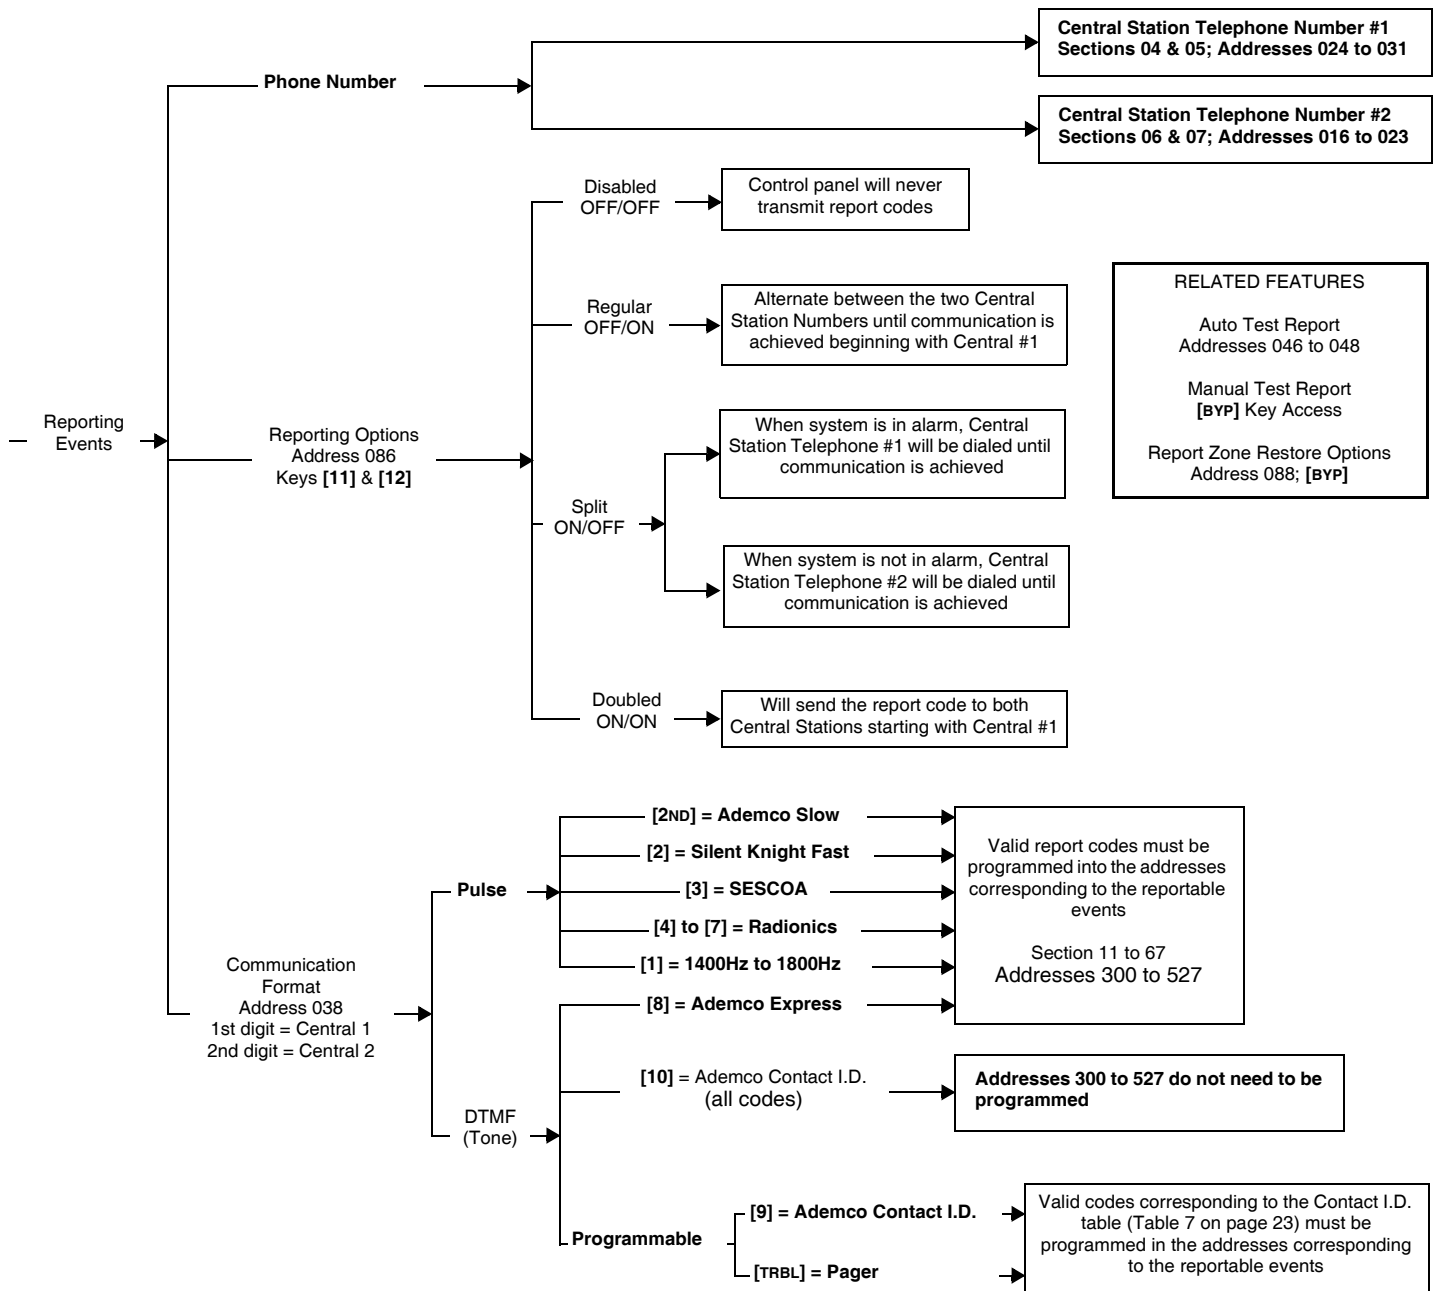 Central Station Telephone Number #1
Sections 04 & 05; Addresses 024 to 031
Phone Number
Central Station Telephone Number #2
Sections 06 & 07; Addresses 016 to 023
Disabled
OFF/OFF
Control panel will never
transmit report codes
Regular
OFF/ON
Alternate between the two Central
Station Numbers until communication is
achieved beginning with Central #1
RELATED FEATURES
Auto Test Report
Addresses 046 to 048
Manual Test Report
[BYP] Key Access
Report Zone Restore Options
Address 088; [BYP]
Reporting
Events
Reporting Options
Address 086
Keys [11] & [12]
When system is in alarm, Central
Station Telephone #1 will be dialed until
communication is achieved
Split
ON/OFF
When system is not in alarm, Central
Station Telephone #2 will be dialed until
communication is achieved
Doubled
ON/ON
Will send the report code to both
Central Stations starting with Central #1
[2ND] = Ademco Slow
[2] = Silent Knight Fast
Pulse
[3] = SESCOA
[4] to [7] = Radionics
[1] = 1400Hz to 1800Hz
[8] = Ademco Express
Valid report codes must be
programmed into the addresses
corresponding to the reportable
events
Section 11 to 67
Addresses 300 to 527
Communication
Format
Address 038
1st digit = Central 1
2nd digit = Central 2
[10] = Ademco Contact I.D.
(all codes)
Addresses 300 to 527 do not need to be
programmed
DTMF
(Tone)
Programmable
[9] = Ademco Contact I.D.
[TRBL] = Pager
Valid codes corresponding to the Contact I.D.
table (Table 7 on page 23) must be
programmed in the addresses corresponding
to the reportable events